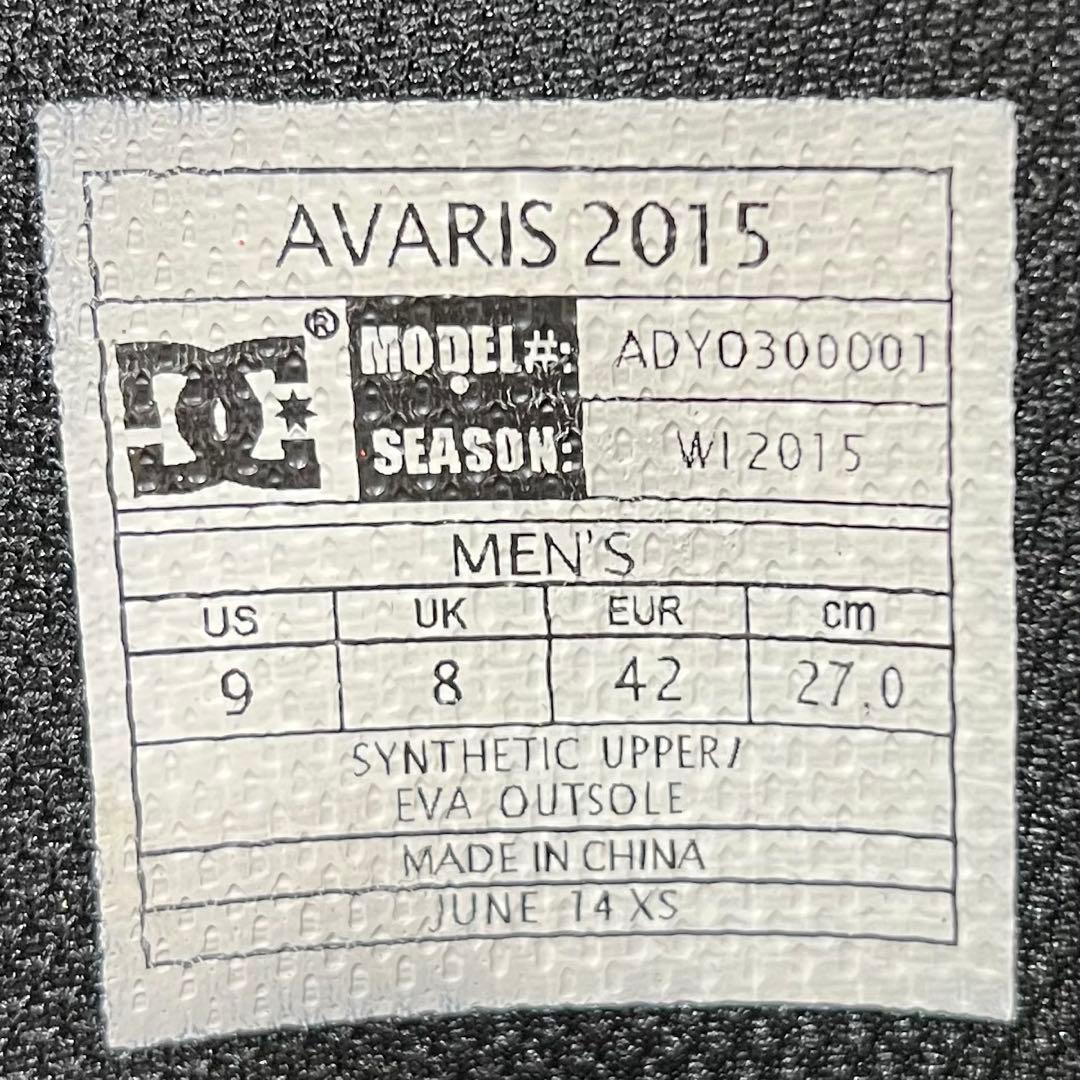 AVARIS 2015
DC®
MODEL#: ADYO300001
SEASON: WI2015
MEN'S
US UK EUR cm
9 8 42 27.0
SYNTHETIC UPPER/
EVA OUTSOLE
MADE IN CHINA
JUNE 14 XS